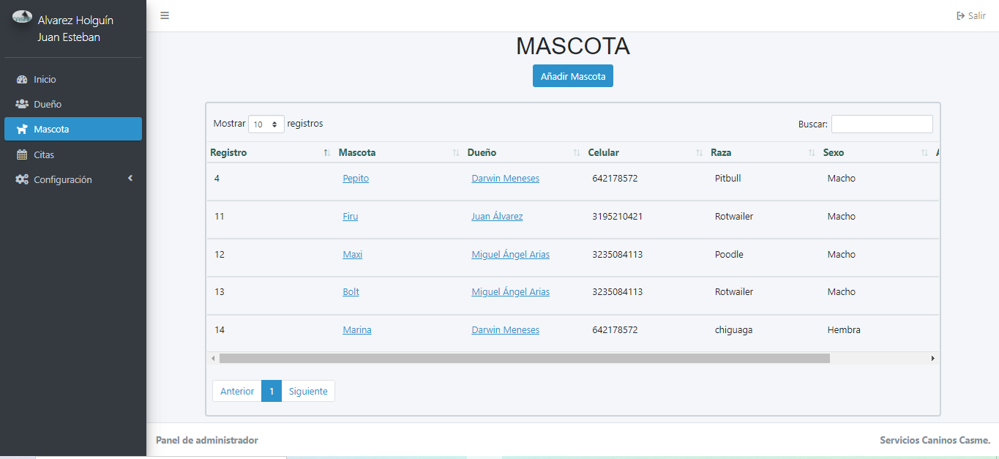 Alvarez Holguín
Juan Esteban
Salir
Inicio
Dueño
Mascota
Citas
Configuración
MASCOTA
Añadir Mascota
Mostrar 10 registros
Buscar:
Registro Mascota Dueño Celular Raza Sexo
4 Pepito Darwin Meneses 642178572 Pitbull Macho
11 Firu Juan Álvarez 3195210421 Rotwailer Macho
12 Maxi Miguel Ángel Arias 3235084113 Poodle Macho
13 Bolt Miguel Ángel Arias 3235084113 Rotwailer Macho
14 Marina Darwin Meneses 642178572 chiguaga Hembra
Anterior 1 Siguiente
Panel de administrador
Servicios Caninos Casme.